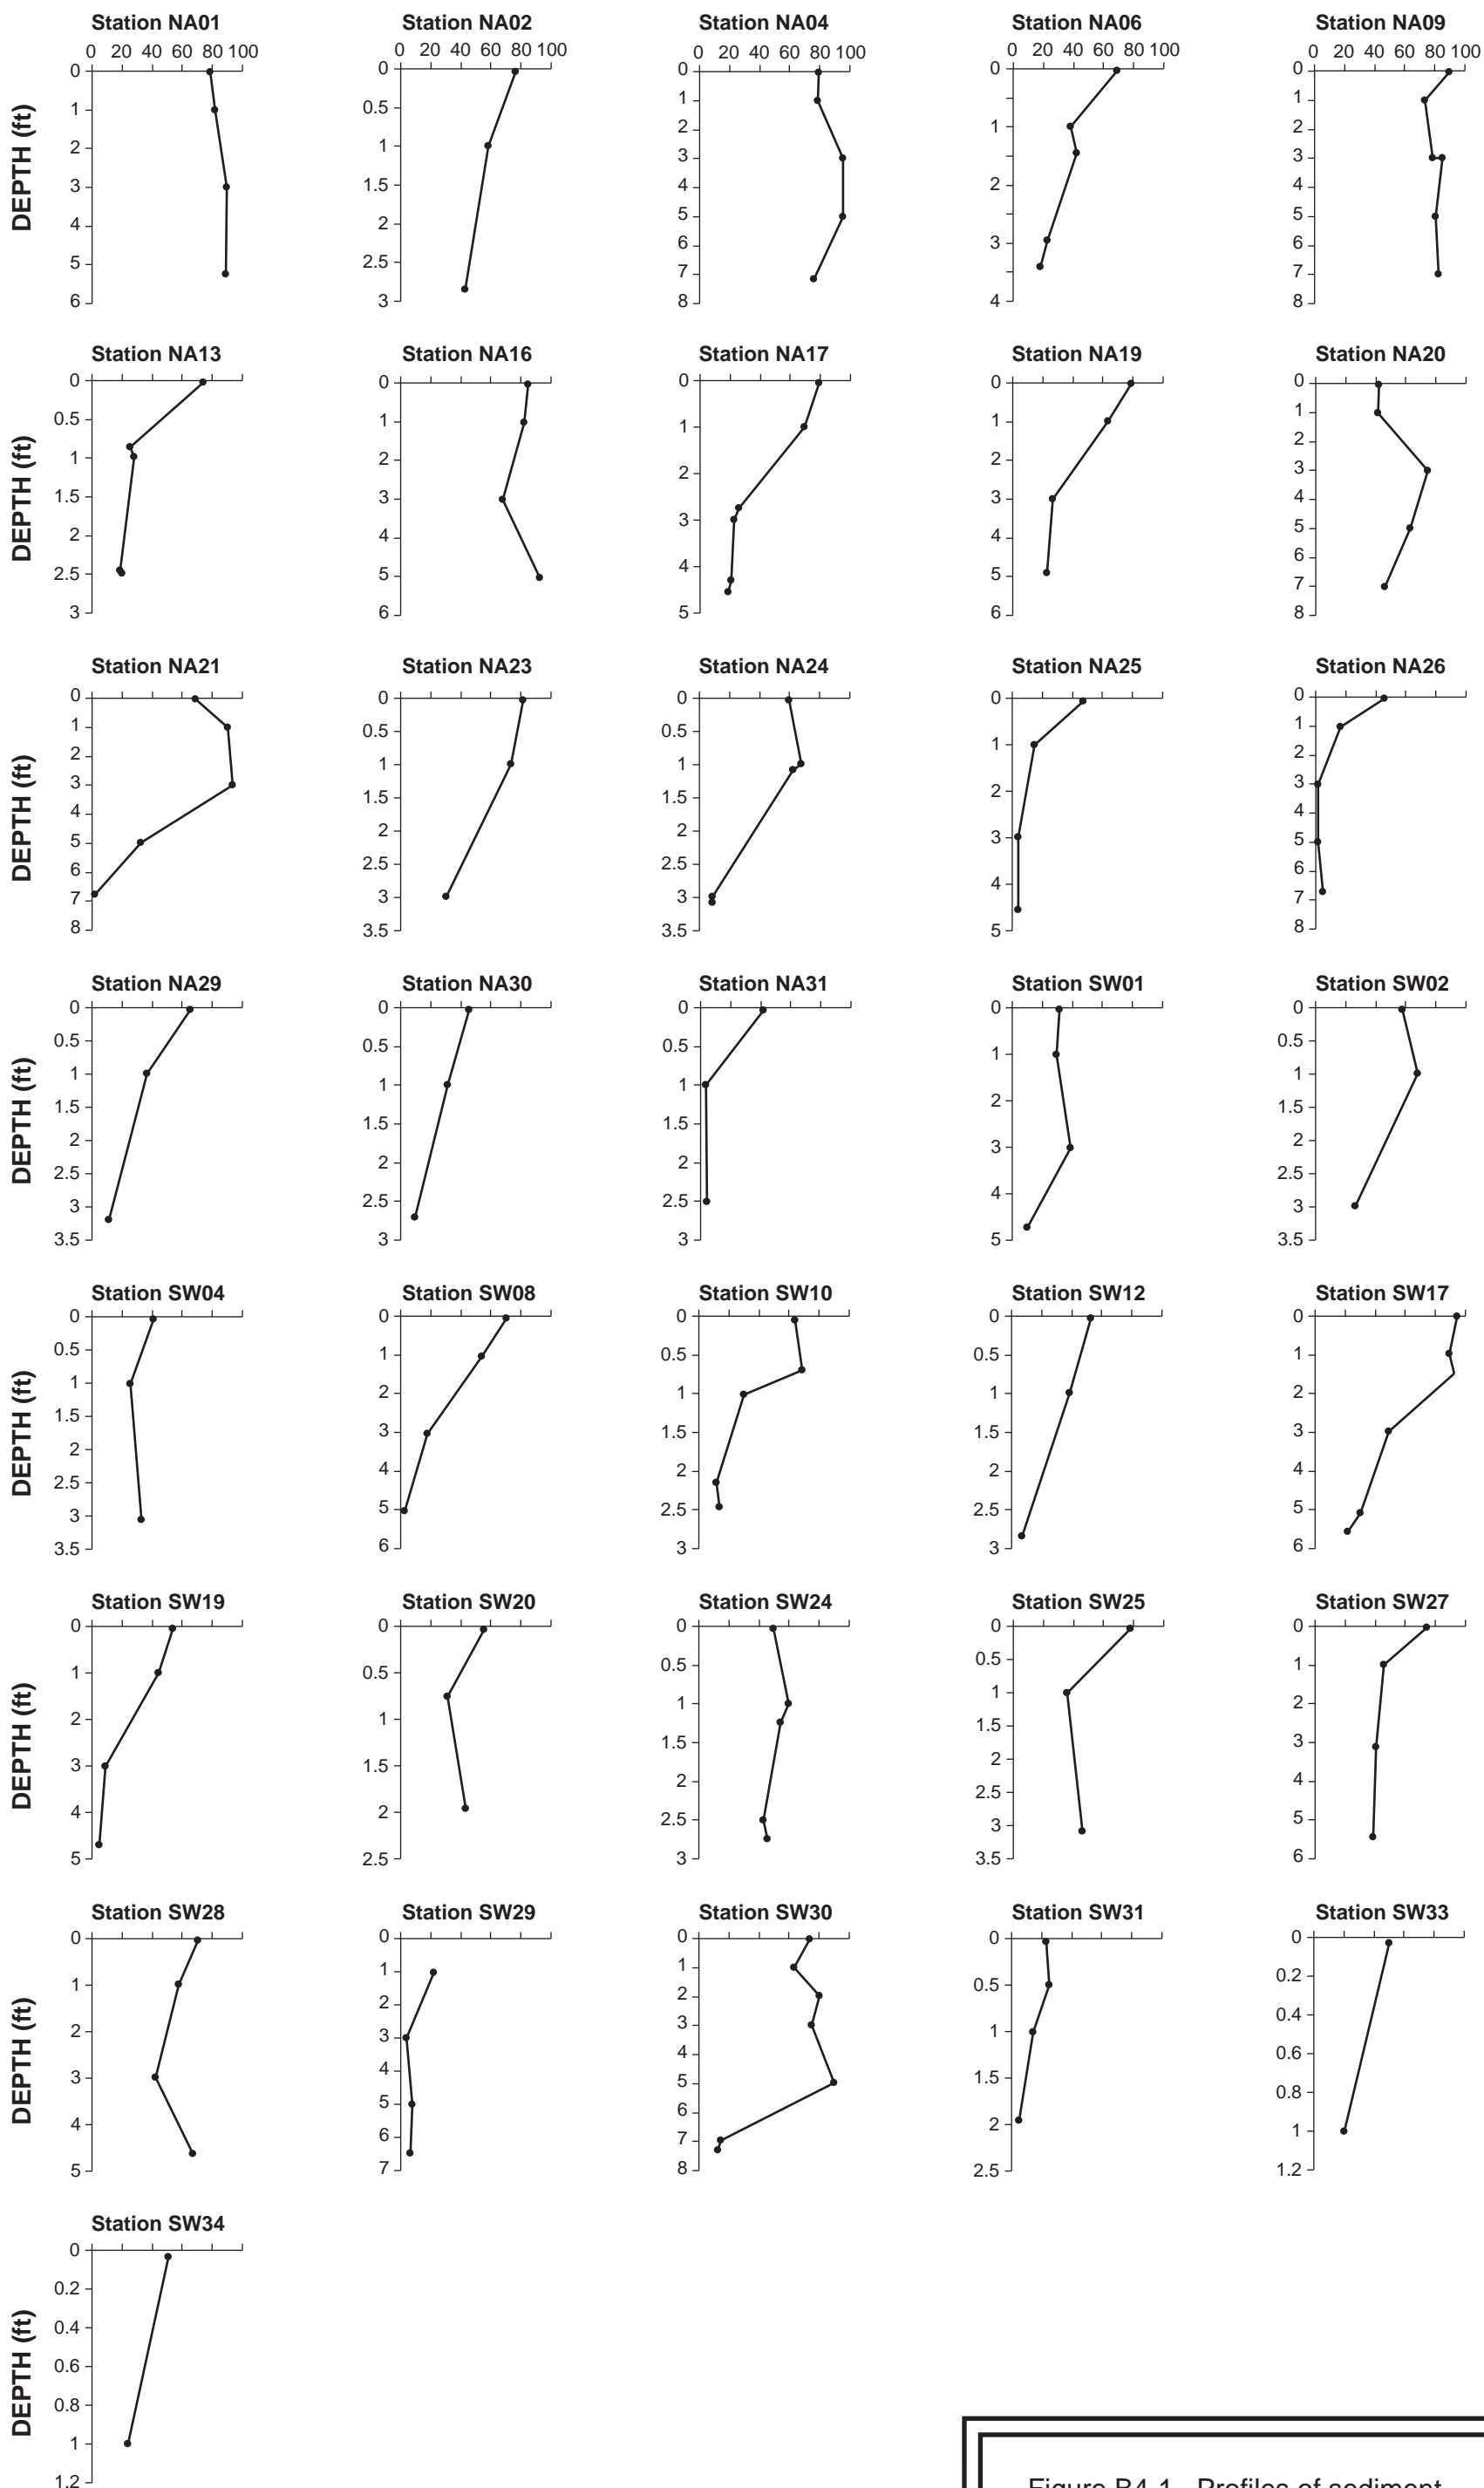 Station NA01 Station NA02 Station NA04 Station NA06 Station NA09
0 20 40 60 80 100 0 20 40 60 80 100 0 20 40 60 80 100 0 20 40 60 80 100 0 20 40 60 80 100
DEPTH (ft)
0 1 2 3 4 5 6
0 0.5 1 1.5 2 2.5 3
0 1 2 3 4 5 6 7 8
0 1 2 3 4
0 1 2 3 4 5 6 7 8
Station NA13 Station NA16 Station NA17 Station NA19 Station NA20
DEPTH (ft)
0 0.5 1 1.5 2 2.5 3
0 1 2 3 4 5 6
0 1 2 3 4 5
0 1 2 3 4 5 6
0 1 2 3 4 5 6 7 8
Station NA21 Station NA23 Station NA24 Station NA25 Station NA26
DEPTH (ft)
0 1 2 3 4 5 6 7 8
0 0.5 1 1.5 2 2.5 3 3.5
0 0.5 1 1.5 2 2.5 3 3.5
0 1 2 3 4 5
0 1 2 3 4 5 6 7 8
Station NA29 Station NA30 Station NA31 Station SW01 Station SW02
DEPTH (ft)
0 0.5 1 1.5 2 2.5 3 3.5
0 0.5 1 1.5 2 2.5 3
0 0.5 1 1.5 2 2.5 3
0 1 2 3 4 5
0 0.5 1 1.5 2 2.5 3 3.5
Station SW04 Station SW08 Station SW10 Station SW12 Station SW17
DEPTH (ft)
0 0.5 1 1.5 2 2.5 3 3.5
0 1 2 3 4 5 6
0 0.5 1 1.5 2 2.5 3
0 0.5 1 1.5 2 2.5 3
0 1 2 3 4 5 6
Station SW19 Station SW20 Station SW24 Station SW25 Station SW27
DEPTH (ft)
0 1 2 3 4 5
0 0.5 1 1.5 2 2.5
0 0.5 1 1.5 2 2.5 3
0 0.5 1 1.5 2 2.5 3 3.5
0 1 2 3 4 5 6
Station SW28 Station SW29 Station SW30 Station SW31 Station SW33
DEPTH (ft)
0 1 2 3 4 5
0 1 2 3 4 5 6 7
0 1 2 3 4 5 6 7 8
0 0.5 1 1.5 2 2.5
0 0.2 0.4 0.6 0.8 1 1.2
Station SW34
DEPTH (ft)
0 0.2 0.4 0.6 0.8 1 1.2
Figure B4-1. Profiles of sediment